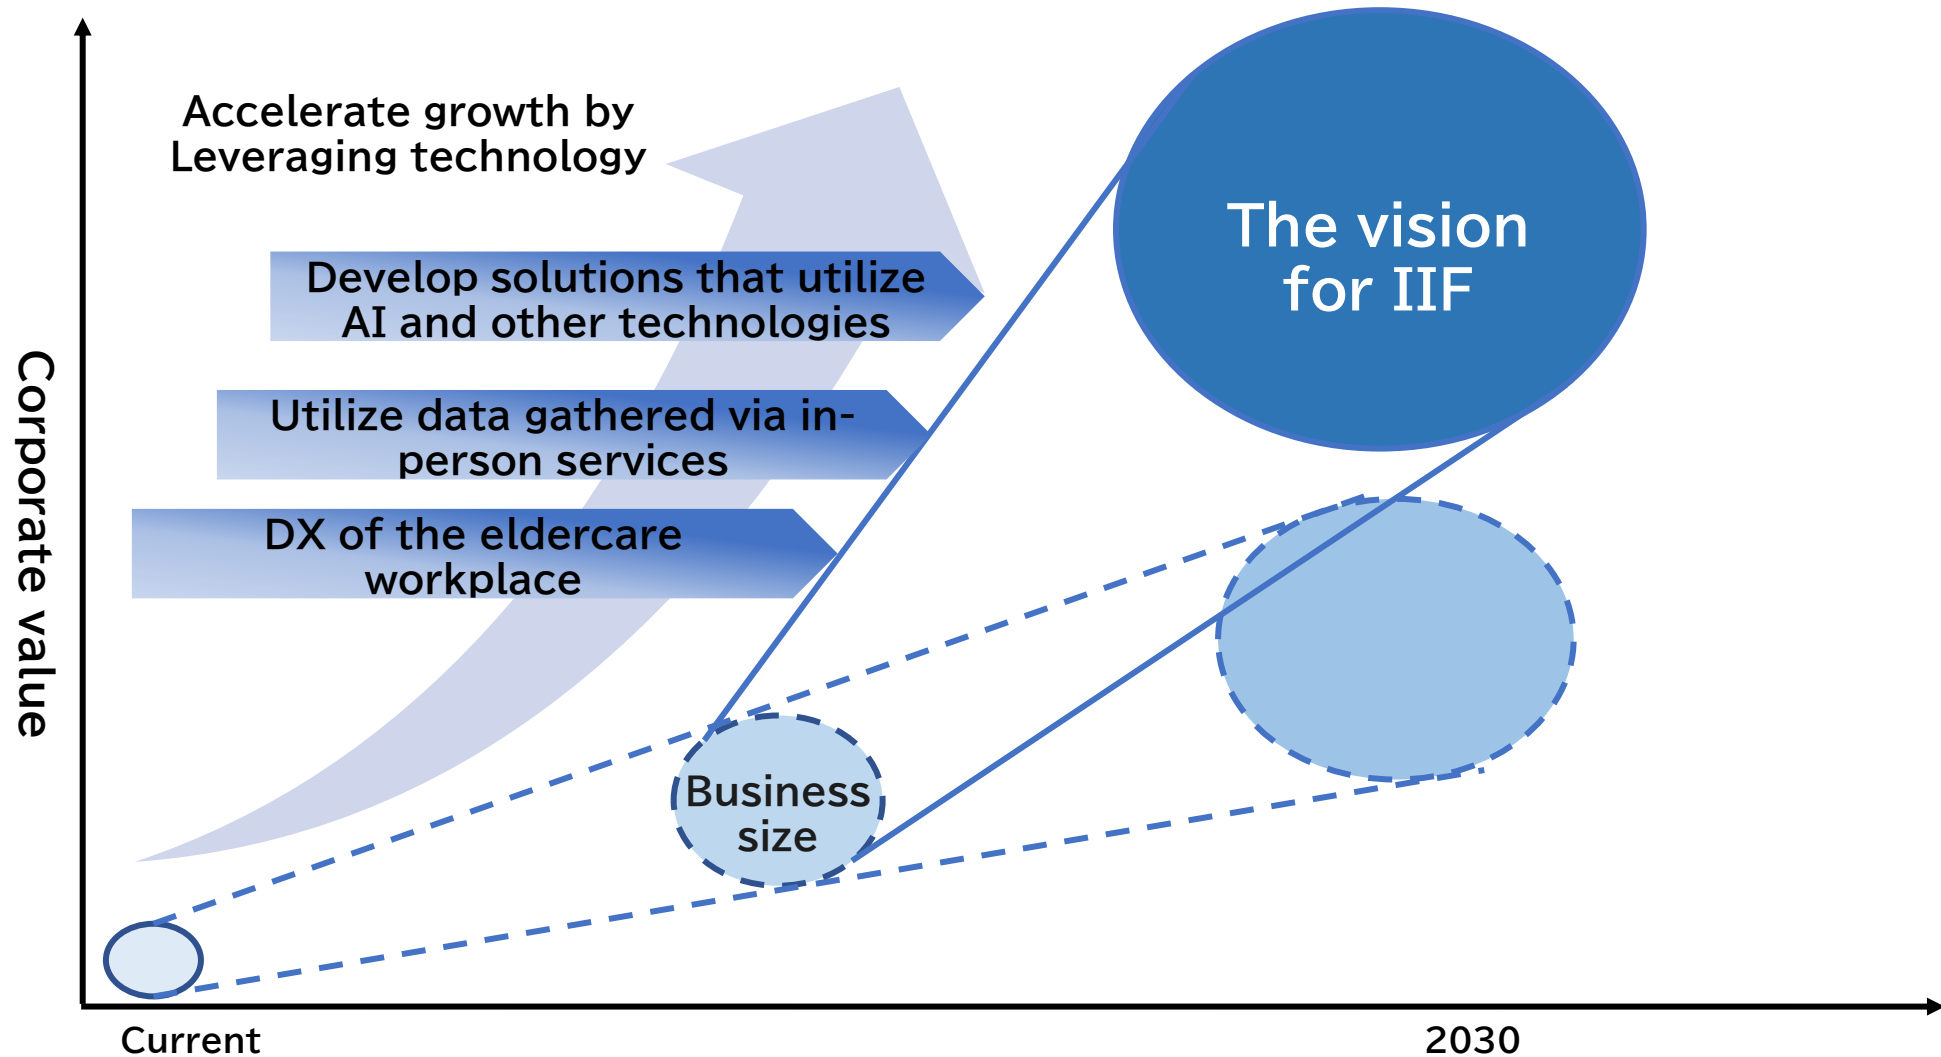 Accelerate growth by
Leveraging technology
Develop solutions that utilize
AI and other technologies
Utilize data gathered via in-
person services
DX of the eldercare
workplace
The vision
for IIF
Business
size
Corporate value
Current
2030